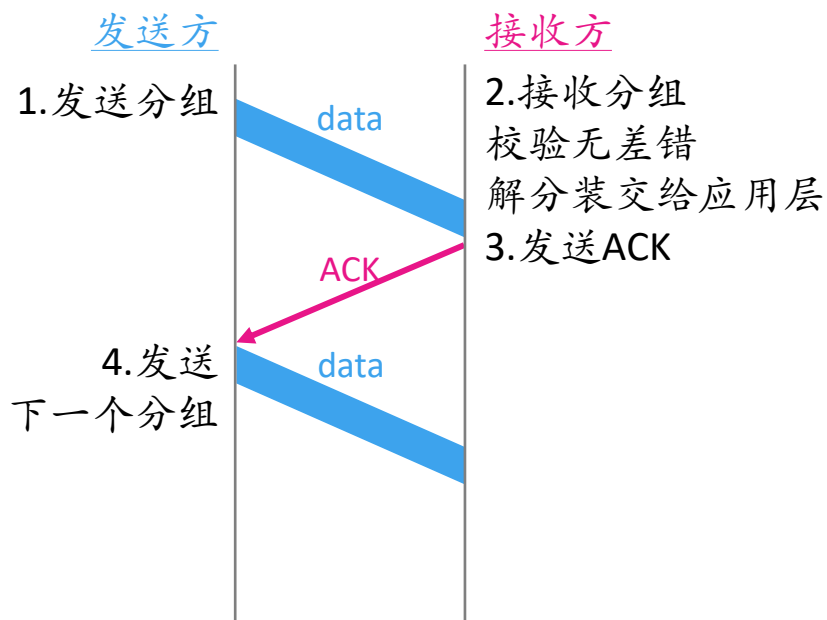 发送方
接收方
1.发送分组
data
2.接收分组
校验无差错
解分装交给应用层
3.发送ACK
ACK
4.发送
下一个分组
data